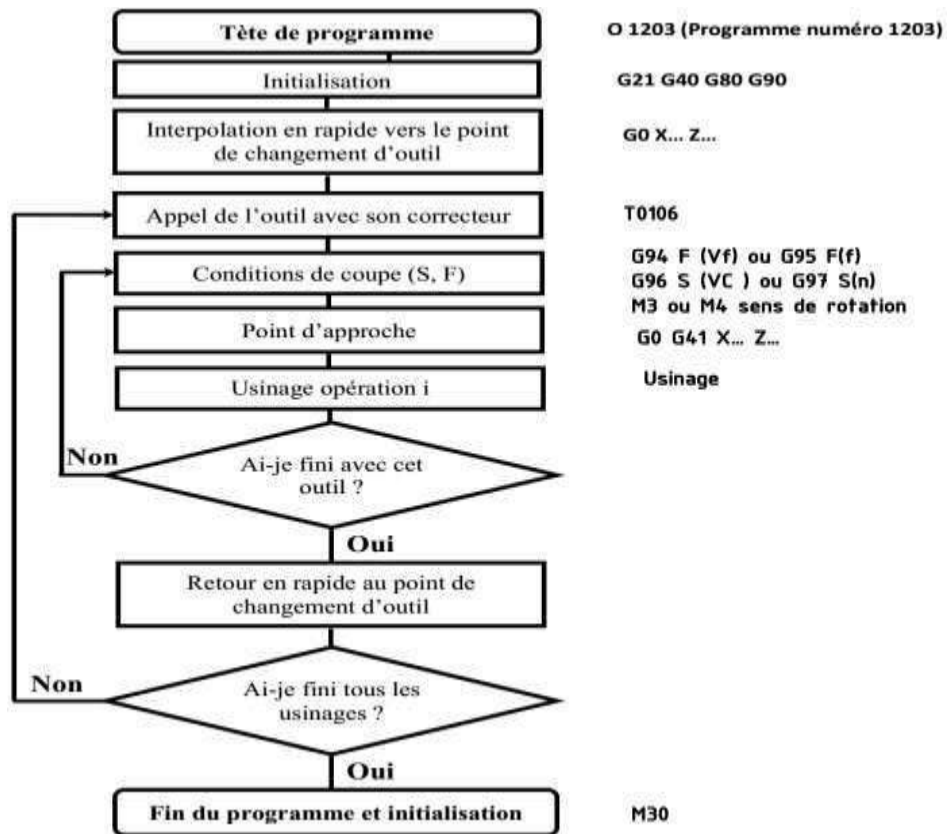 Tète de programme
O 1203 (Programme numéro 1203)
Initialisation
G21 G40 G80 G90
Interpolation en rapide vers le point
de changement d'outil
G0 X... Z...
Appel de l'outil avec son correcteur
T0106
Conditions de coupe (S, F)
G94 F (Vf) ou G95 F(f)
G96 S (VC ) ou G97 S(n)
M3 ou M4 sens de rotation
Point d'approche
G0 G41 X... Z...
Usinage opération i
Usinage
Non
Ai-je fini avec cet
outil ?
Oui
Retour en rapide au point de
changement d'outil
Non
Ai-je fini tous les
usinages ?
Oui
Fin du programme et initialisation
M30